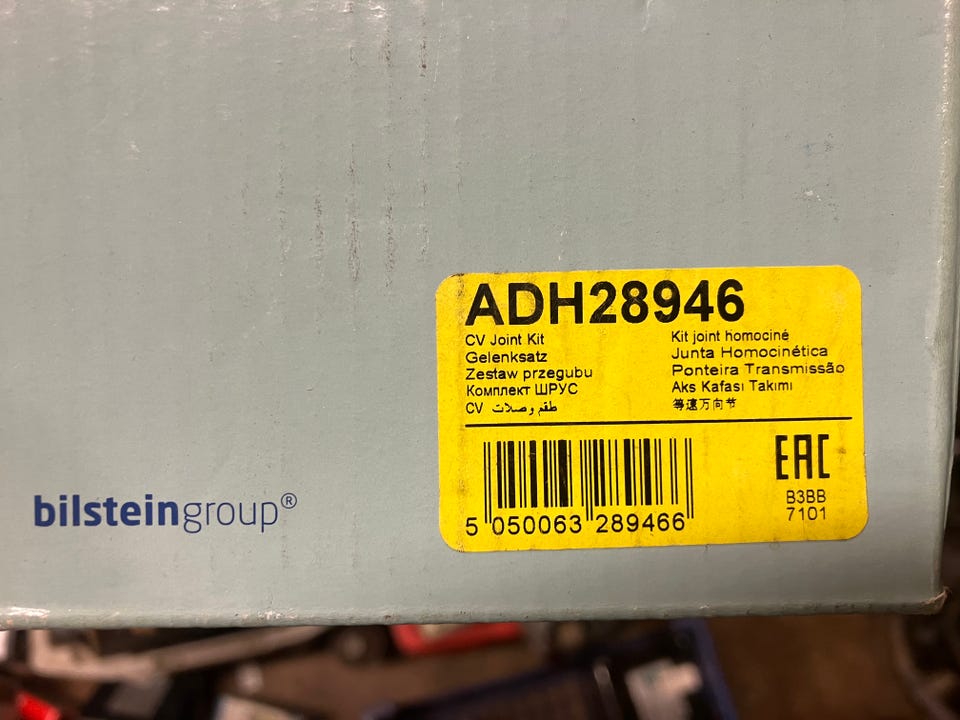 ADH28946
CV Joint Kit
Gelenksatz
Zestaw przegubu
Комплект ШРУС
CV طقم وصلات
Kit joint homociné
Junta Homocinética
Ponteira Transmissão
Aks Kafası Takımı
等速万向节
5 050063 289466
EAC
B3BB
7101
bilsteingroup®